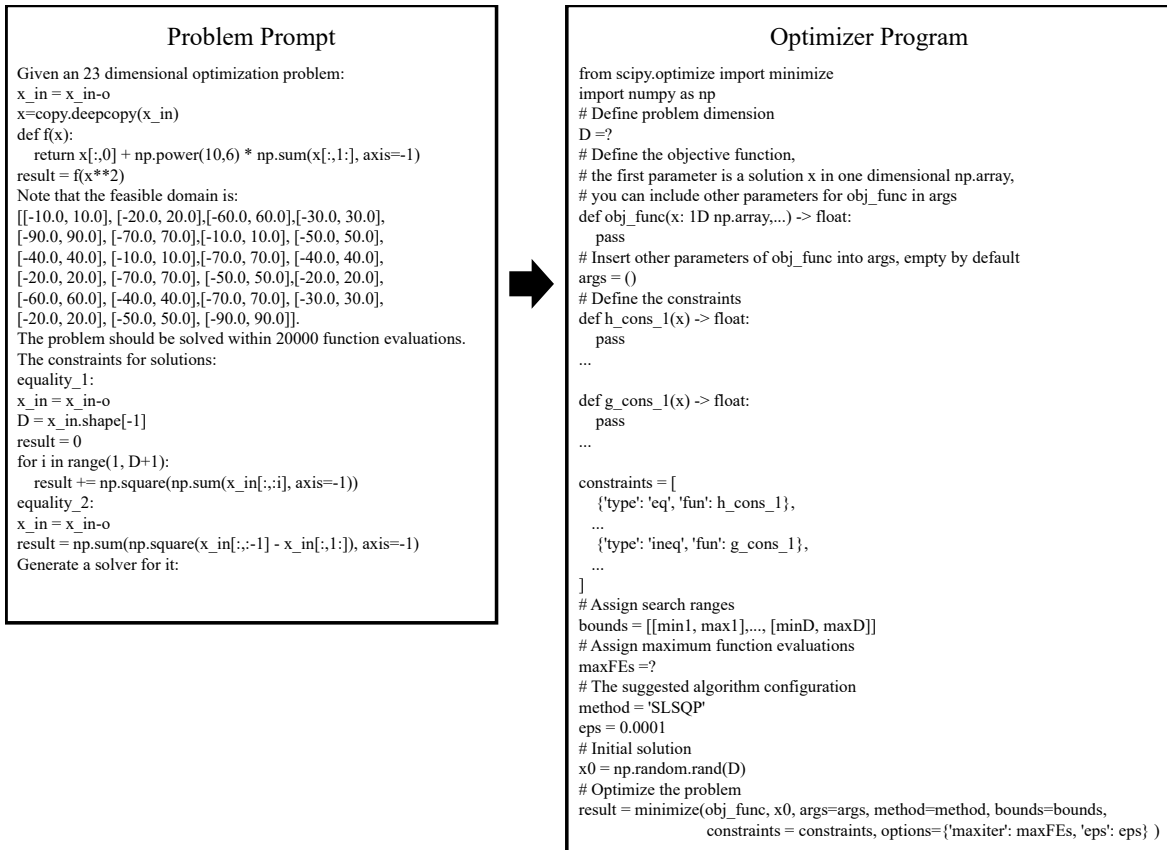 Problem Prompt
Given an 23 dimensional optimization problem:
x_in = x_in-o
x=copy.deepcopy(x_in)
def f(x):
return x[:,0] + np.power(10,6) * np.sum(x[:,1:], axis=-1)
result = f(x**2)
Note that the feasible domain is:
[[-10.0, 10.0], [-20.0, 20.0],[-60.0, 60.0],[-30.0, 30.0],
[-90.0, 90.0], [-70.0, 70.0],[-10.0, 10.0], [-50.0, 50.0],
[-40.0, 40.0], [-10.0, 10.0],[-70.0, 70.0], [-40.0, 40.0],
[-20.0, 20.0], [-70.0, 70.0], [-50.0, 50.0],[-20.0, 20.0],
[-60.0, 60.0], [-40.0, 40.0],[-70.0, 70.0], [-30.0, 30.0],
[-20.0, 20.0], [-50.0, 50.0], [-90.0, 90.0]].
The problem should be solved within 20000 function evaluations.
The constraints for solutions:
equality_1:
x_in = x_in-o
D = x_in.shape[-1]
result = 0
for i in range(1, D+1):
result += np.square(np.sum(x_in[:,:i], axis=-1))
equality_2:
x_in = x_in-o
result = np.sum(np.square(x_in[:,:-1] - x_in[:,1:]), axis=-1)
Generate a solver for it:
Optimizer Program
from scipy.optimize import minimize
import numpy as np
# Define problem dimension
D =?
# Define the objective function,
# the first parameter is a solution x in one dimensional np.array,
# you can include other parameters for obj_func in args
def obj_func(x: 1D np.array,...) -> float:
pass
# Insert other parameters of obj_func into args, empty by default
args = ()
# Define the constraints
def h_cons_1(x) -> float:
pass
...
def g_cons_1(x) -> float:
pass
...
constraints = [
{'type': 'eq', 'fun': h_cons_1},
...
{'type': 'ineq', 'fun': g_cons_1},
...
]
# Assign search ranges
bounds = [[min1, max1],..., [minD, maxD]]
# Assign maximum function evaluations
maxFEs =?
# The suggested algorithm configuration
method = 'SLSQP'
eps = 0.0001
# Initial solution
x0 = np.random.rand(D)
# Optimize the problem
result = minimize(obj_func, x0, args=args, method=method, bounds=bounds,
constraints = constraints, options={'maxiter': maxFEs, 'eps': eps} )